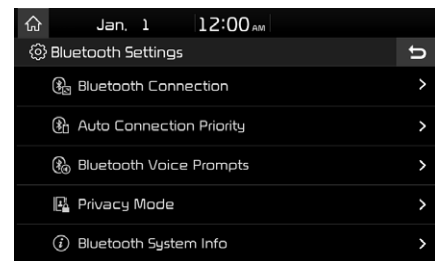 Jan. 1 12:00 AM
Bluetooth Settings
Bluetooth Connection
Auto Connection Priority
Bluetooth Voice Prompts
Privacy Mode
Bluetooth System Info